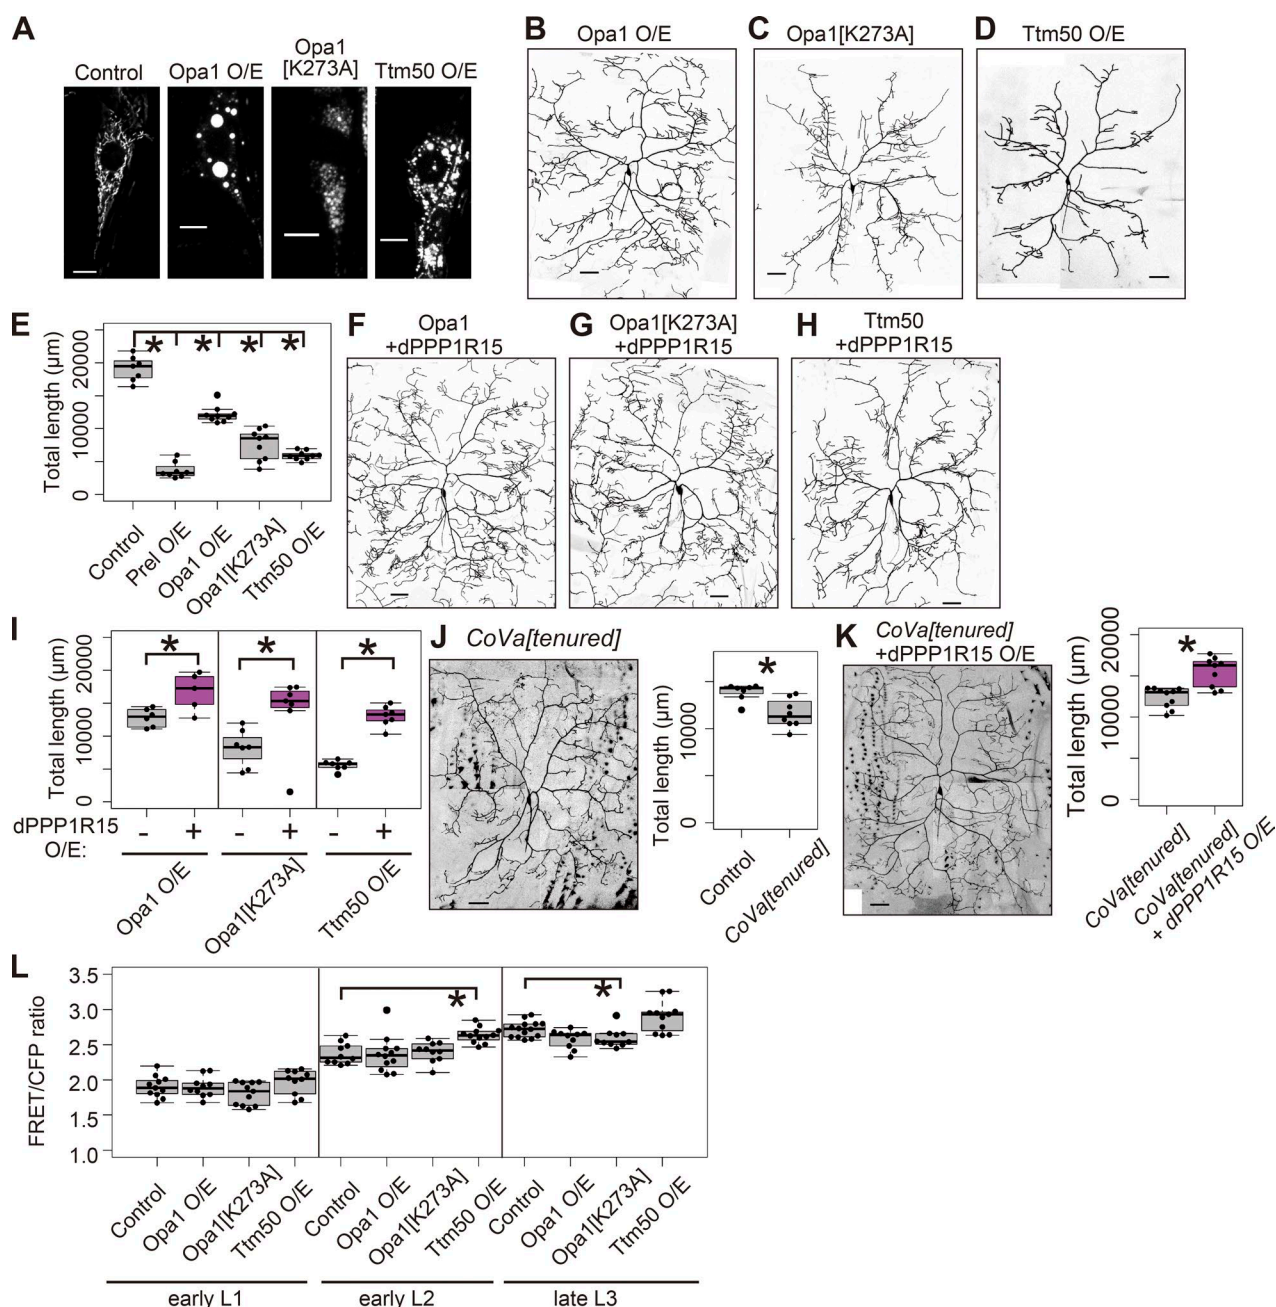 A
Control
Opa1 O/E
Opa1
[K273A]
Ttm50 O/E
B
Opa1 O/E
C
Opa1[K273A]
D
Ttm50 O/E
E
Total length (µm)
20000
10000
0
* * * *
Control
Prel O/E
Opa1 O/E
Opa1[K273A]
Ttm50 O/E
F
Opa1
+dPPP1R15
G
Opa1[K273A]
+dPPP1R15
H
Ttm50
+dPPP1R15
I
Total length (µm)
20000
10000
0
* * *
dPPP1R15
O/E:
- + - + - +
Opa1 O/E
Opa1[K273A]
Ttm50 O/E
J
CoVa[tenured]
Total length (µm)
10000
0
*
Control
CoVa[tenured]
K
CoVa[tenured]
+dPPP1R15 O/E
Total length (µm)
20000
10000
0
*
CoVa[tenured]
CoVa[tenured]
+ dPPP1R15 O/E
L
FRET/CFP ratio
3.5
3.0
2.5
2.0
1.5
1.0
* *
Control
Opa1 O/E
Opa1[K273A]
Ttm50 O/E
Control
Opa1 O/E
Opa1[K273A]
Ttm50 O/E
Control
Opa1 O/E
Opa1[K273A]
Ttm50 O/E
early L1
early L2
late L3